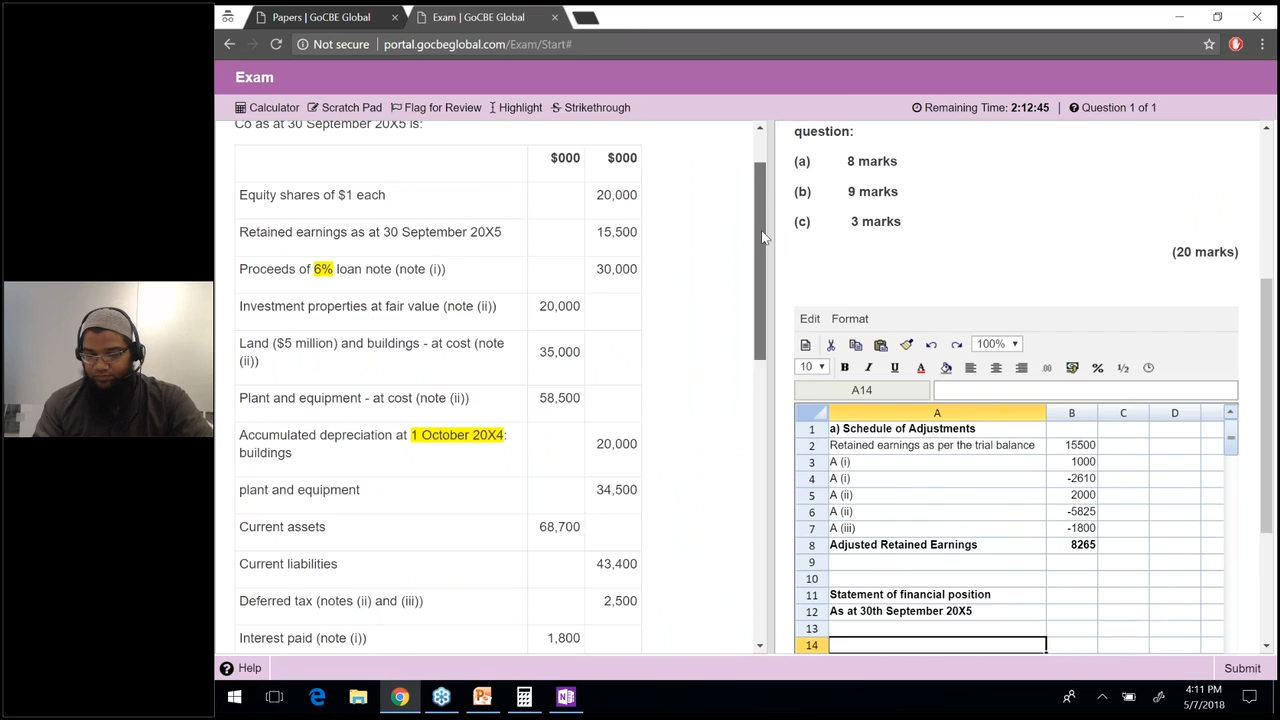 Papers | GoCBE Global
Exam | GoCBE Global
Not secure portal.gocbeglobal.com/Exam/Start#
Exam
Calculator Scratch Pad Flag for Review Highlight Strikethrough
Remaining Time: 2:12:45 Question 1 of 1
Co as at 30 September 20X5 is:
$000 $000
Equity shares of $1 each 20,000
Retained earnings as at 30 September 20X5 15,500
Proceeds of 6% loan note (note (i)) 30,000
Investment properties at fair value (note (ii)) 20,000
Land ($5 million) and buildings - at cost (note
(ii)) 35,000
Plant and equipment - at cost (note (ii)) 58,500
Accumulated depreciation at 1 October 20X4:
buildings 20,000
plant and equipment 34,500
Current assets 68,700
Current liabilities 43,400
Deferred tax (notes (ii) and (iii)) 2,500
Interest paid (note (i)) 1,800
question:
(a) 8 marks
(b) 9 marks
(c) 3 marks
(20 marks)
Edit Format
100%
10 B I U A .00 % 1/2
A14
A B C D
1 a) Schedule of Adjustments
2 Retained earnings as per the trial balance 15500
3 A (i) 1000
4 A (i) -2610
5 A (ii) 2000
6 A (ii) -5825
7 A (iii) -1800
8 Adjusted Retained Earnings 8265
9
10
11 Statement of financial position
12 As at 30th September 20X5
13
14
Help
Submit
4:11 PM
5/7/2018